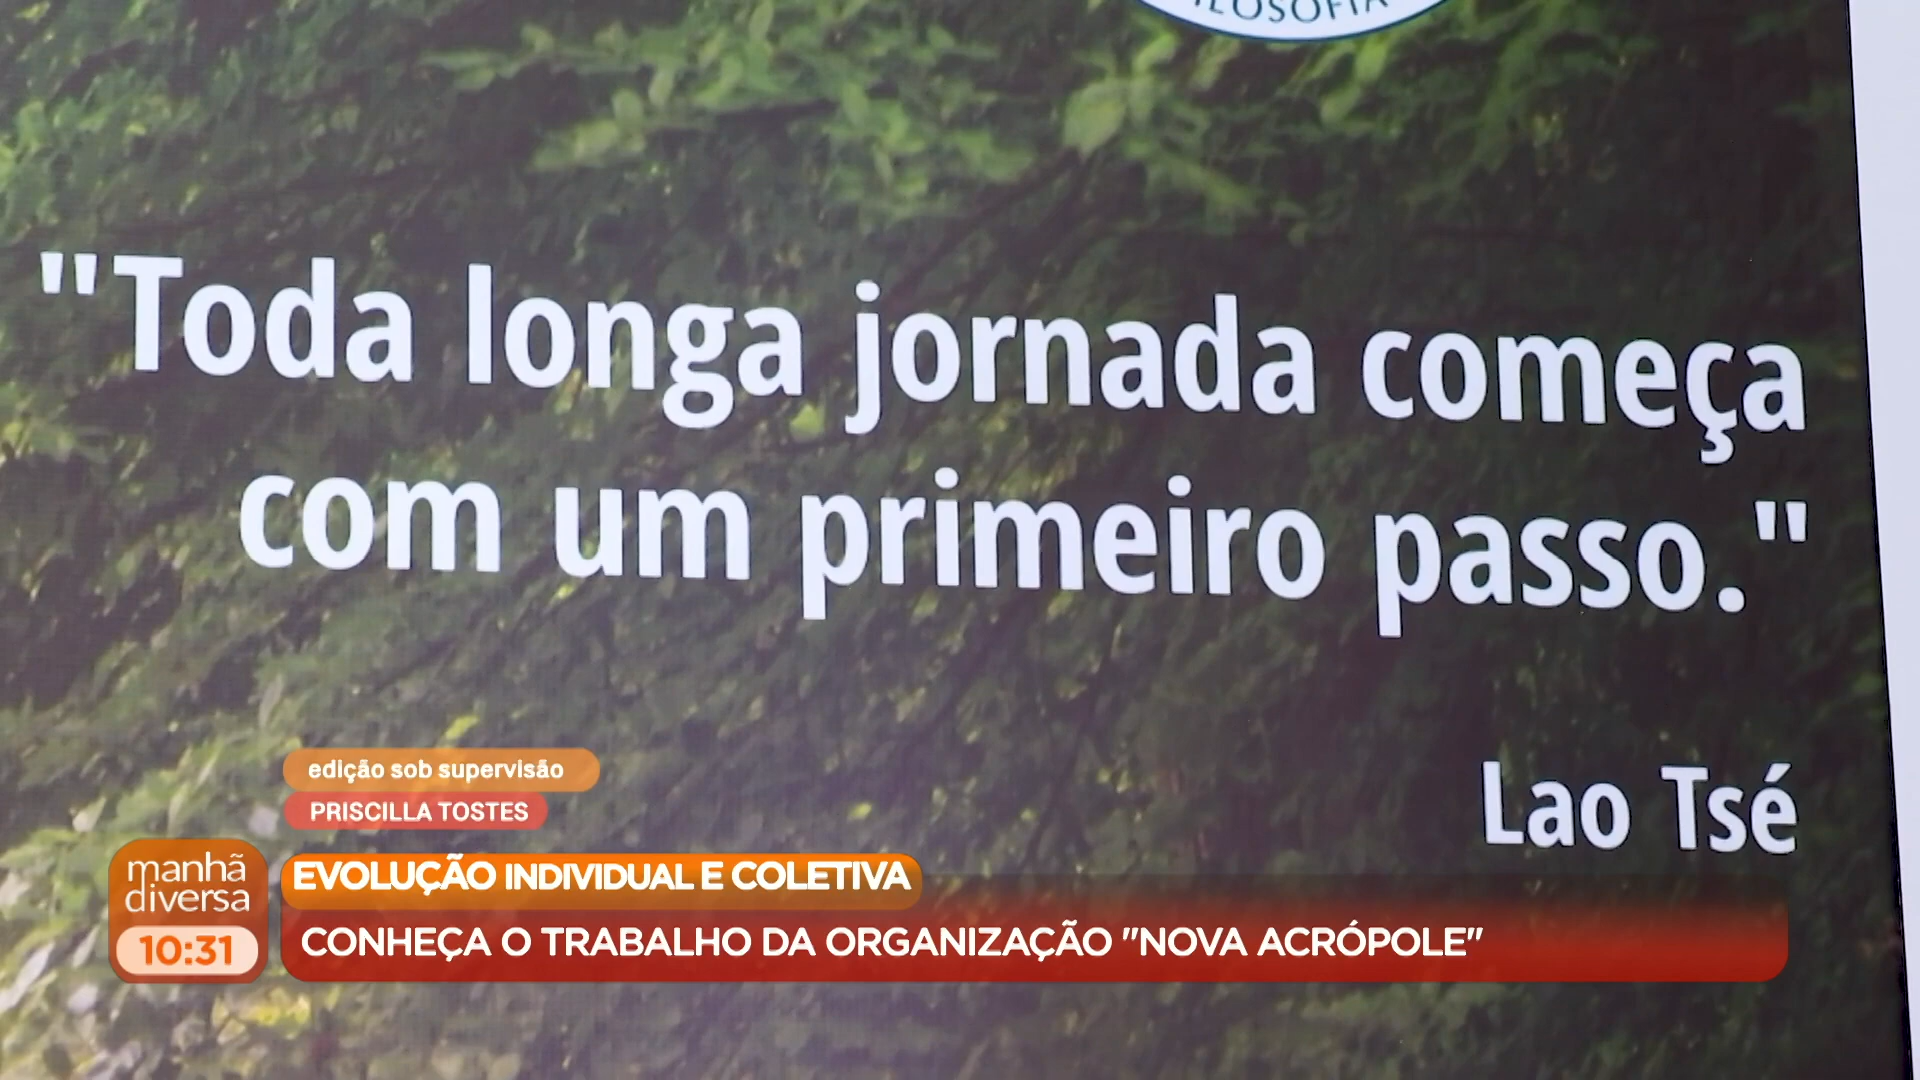 "Toda longa jornada começa
com um primeiro passo."
Lao Tsé
edição sob supervisão
PRISCILLA TOSTES
manhã
diversa
10:31
EVOLUÇÃO INDIVIDUAL E COLETIVA
CONHEÇA O TRABALHO DA ORGANIZAÇÃO "NOVA ACRÓPOLE"